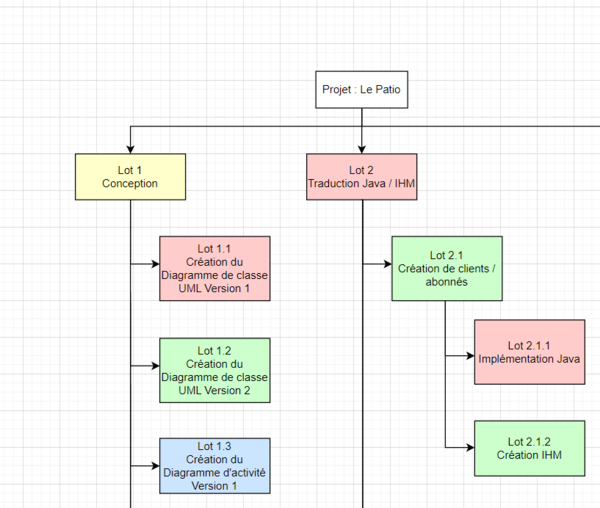 Projet : Le Patio
Lot 1
Conception
Lot 2
Traduction Java / IHM
Lot 1.1
Création du
Diagramme de classe
UML Version 1
Lot 2.1
Création de clients /
abonnés
Lot 1.2
Création du
Diagramme de classe
UML Version 2
Lot 2.1.1
Implémentation Java
Lot 1.3
Création du
Diagramme d'activité
Version 1
Lot 2.1.2
Création IHM